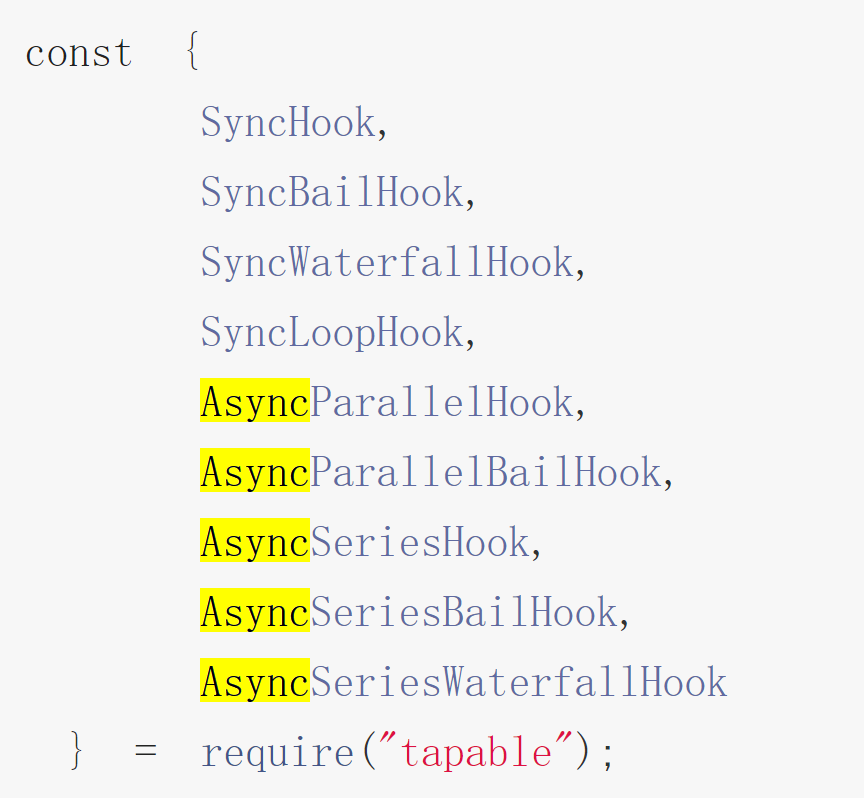 const {
SyncHook,
SyncBailHook,
SyncWaterfallHook,
SyncLoopHook,
AsyncParallelHook,
AsyncParallelBailHook,
AsyncSeriesHook,
AsyncSeriesBailHook,
AsyncSeriesWaterfallHook
} = require("tapable");